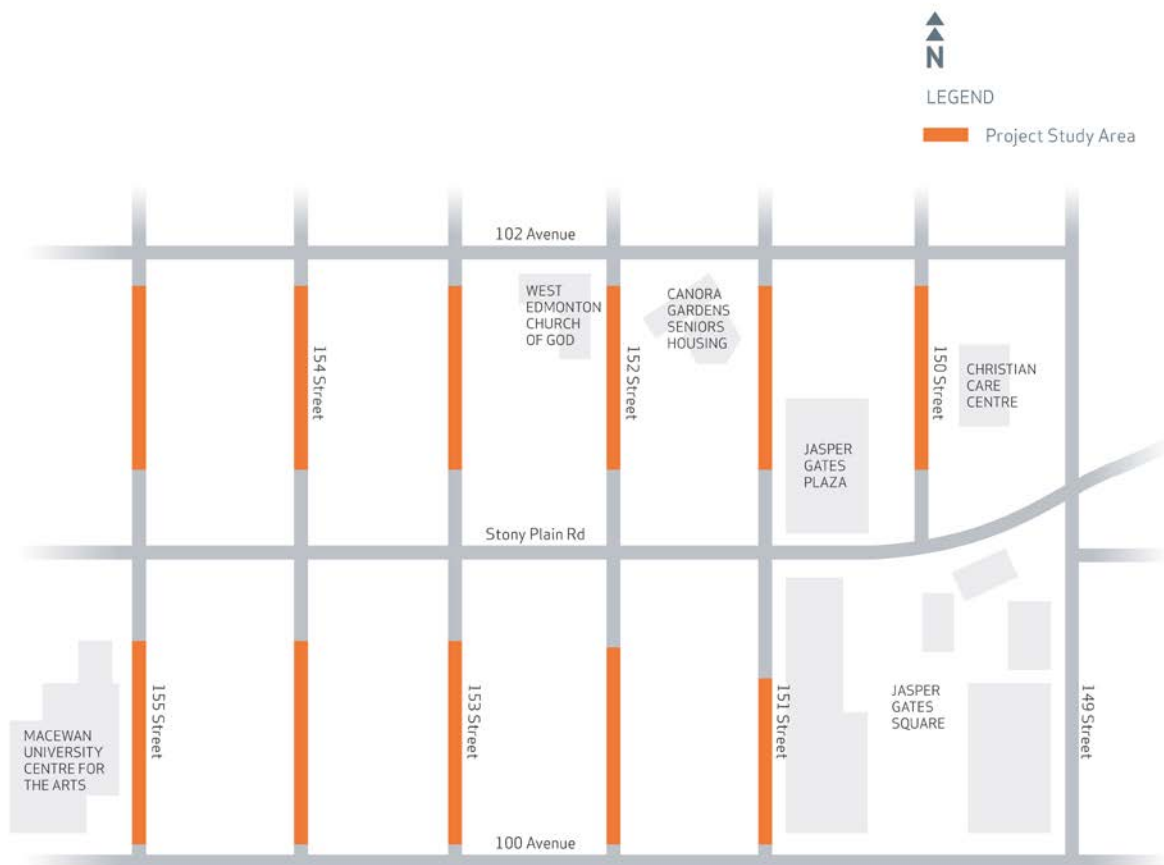 N
LEGEND
Project Study Area
102 Avenue
WEST
EDMONTON
CHURCH
OF GOD
CANORA
GARDENS
SENIORS
HOUSING
154 Street
152 Street
150 Street
CHRISTIAN
CARE
CENTRE
JASPER
GATES
PLAZA
Stony Plain Rd
155 Street
153 Street
151 Street
JASPER
GATES
SQUARE
149 Street
MACEWAN
UNIVERSITY
CENTRE FOR
THE ARTS
100 Avenue